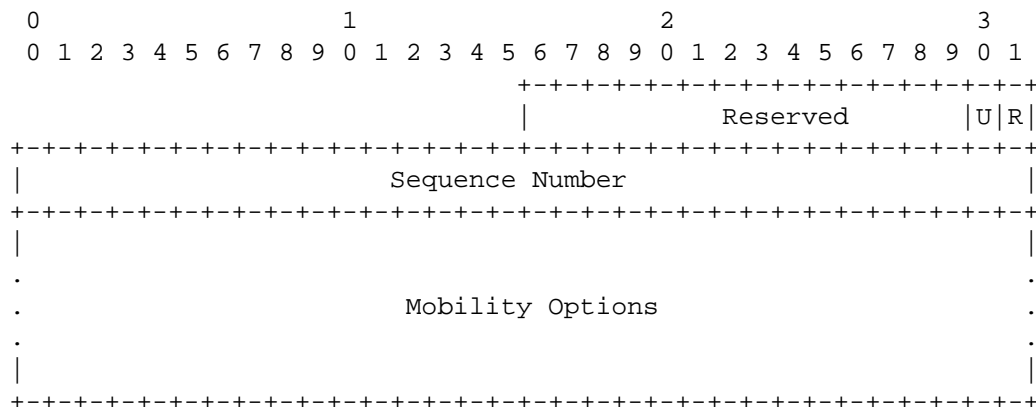 0                   1                   2                   3
 0 1 2 3 4 5 6 7 8 9 0 1 2 3 4 5 6 7 8 9 0 1 2 3 4 5 6 7 8 9 0 1
                                +-+-+-+-+-+-+-+-+-+-+-+-+-+-+-+-+
                                |            Reserved       |U|R|
+-+-+-+-+-+-+-+-+-+-+-+-+-+-+-+-+-+-+-+-+-+-+-+-+-+-+-+-+-+-+-+-+
|                        Sequence Number                        |
+-+-+-+-+-+-+-+-+-+-+-+-+-+-+-+-+-+-+-+-+-+-+-+-+-+-+-+-+-+-+-+-+
|                                                               |
.                                                               .
.                        Mobility Options                       .
.                                                               .
|                                                               |
+-+-+-+-+-+-+-+-+-+-+-+-+-+-+-+-+-+-+-+-+-+-+-+-+-+-+-+-+-+-+-+-+